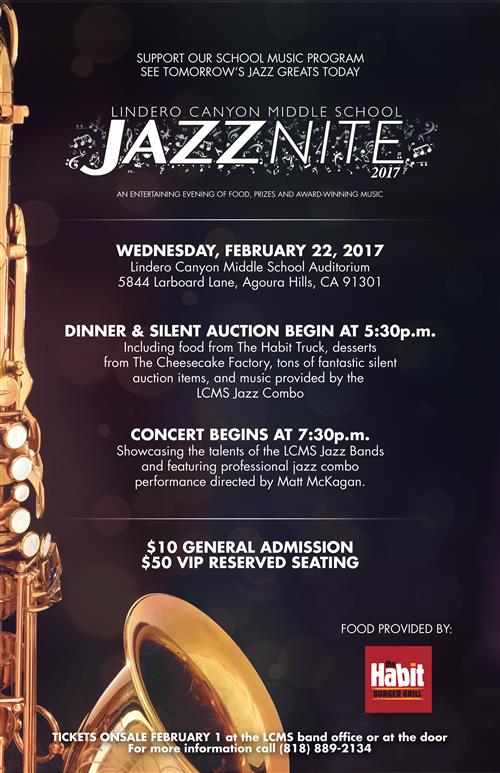 SUPPORT OUR SCHOOL MUSIC PROGRAM
SEE TOMORROW'S JAZZ GREATS TODAY
LINDERO CANYON MIDDLE SCHOOL
JAZZ NITE
2017
AN ENTERTAINING EVENING OF FOOD, PRIZES AND AWARD-WINNING MUSIC
WEDNESDAY, FEBRUARY 22, 2017
Lindero Canyon Middle School Auditorium
5844 Larboard Lane, Agoura Hills, CA 91301
DINNER & SILENT AUCTION BEGIN AT 5:30p.m.
Including food from The Habit Truck, desserts
from The Cheesecake Factory, tons of fantastic silent
auction items, and music provided by the
LCMS Jazz Combo
CONCERT BEGINS AT 7:30p.m.
Showcasing the talents of the LCMS Jazz Bands
and featuring professional jazz combo
performance directed by Matt McKagan.
$10 GENERAL ADMISSION
$50 VIP RESERVED SEATING
FOOD PROVIDED BY:
the
Habit
BURGER GRILL
TICKETS ONSALE FEBRUARY 1 at the LCMS band office or at the door
For more information call (818) 889-2134